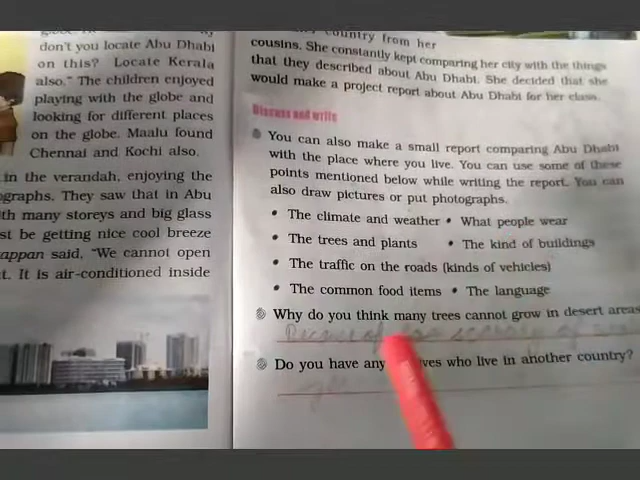 don't you locate Abu Dhabi
on this? Locate Kerala
also." The children enjoyed
playing with the globe and
looking for different places
on the globe. Maalu found
Chennai and Kochi also.
in the verandah, enjoying the
ographs. They saw that in Abu
th many storeys and big glass
st be getting nice cool breeze
appan said, "We cannot open
t. It is air-conditioned inside
country from her
cousins. She constantly kept comparing her city with the things
that they described about Abu Dhabi. She decided that she
would make a project report about Abu Dhabi for her class.
Discuss and write
You can also make a small report comparing Abu Dhabi
with the place where you live. You can use some of these
points mentioned below while writing the report. You can
also draw pictures or put photographs.
• The climate and weather • What people wear
• The trees and plants • The kind of buildings
• The traffic on the roads (kinds of vehicles)
• The common food items • The language
Why do you think many trees cannot grow in desert areas
Because of
Do you have any ives who live in another country?